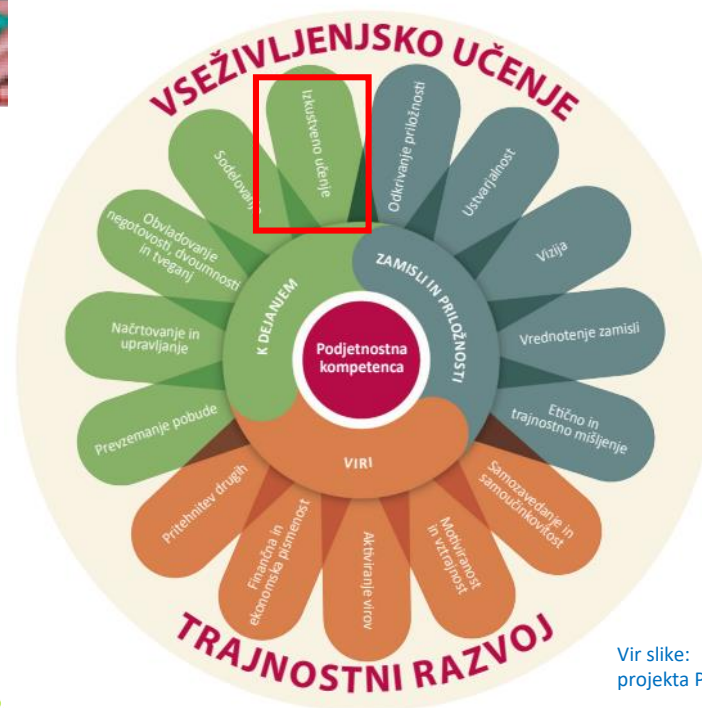 VSEŽIVLJENJSKO UČENJE
Izkustveno učenje
Odkrivanje priložnosti
Ustvarjalnost
Vizija
Vrednotenje zamisli
Etično in
trajnostno mišljenje
Samozavedanje in
samoučinkovitost
Motiviranost
in vztrajnost
Aktiviranje virov
Finančna in
ekonomska pismenost
Pritehnitev drugih
Prevzemanje pobude
Načrtovanje in
upravljanje
Obvladovanje
negotovosti, dvoumnosti
in tveganj
Sodelovanje
K DEJANJEM
ZAMISLI IN PRILOŽNOSTI
VIRI
Podjetnostna
kompetenca
TRAJNOSTNI RAZVOJ
Vir slike:
projekta P